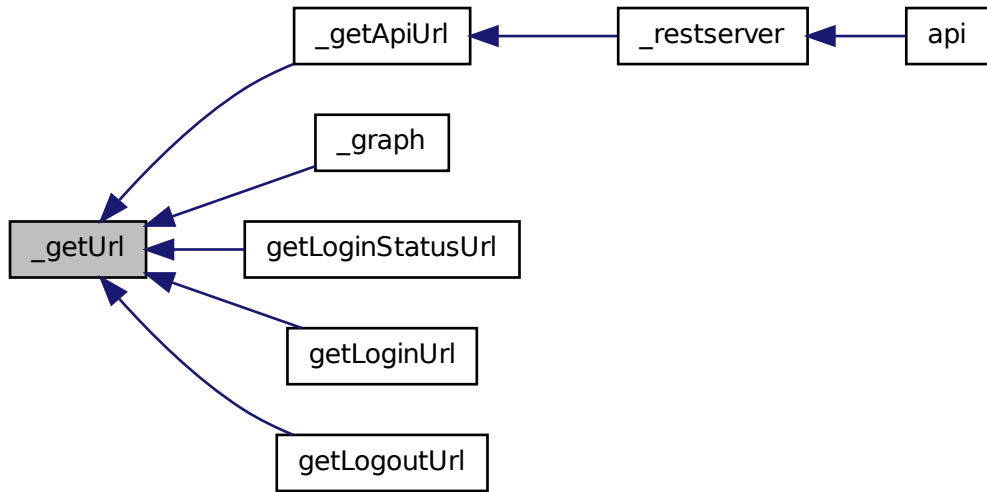 _getApiUrl
_restserver
api
_graph
_getUrl
getLoginStatusUrl
getLoginUrl
getLogoutUrl